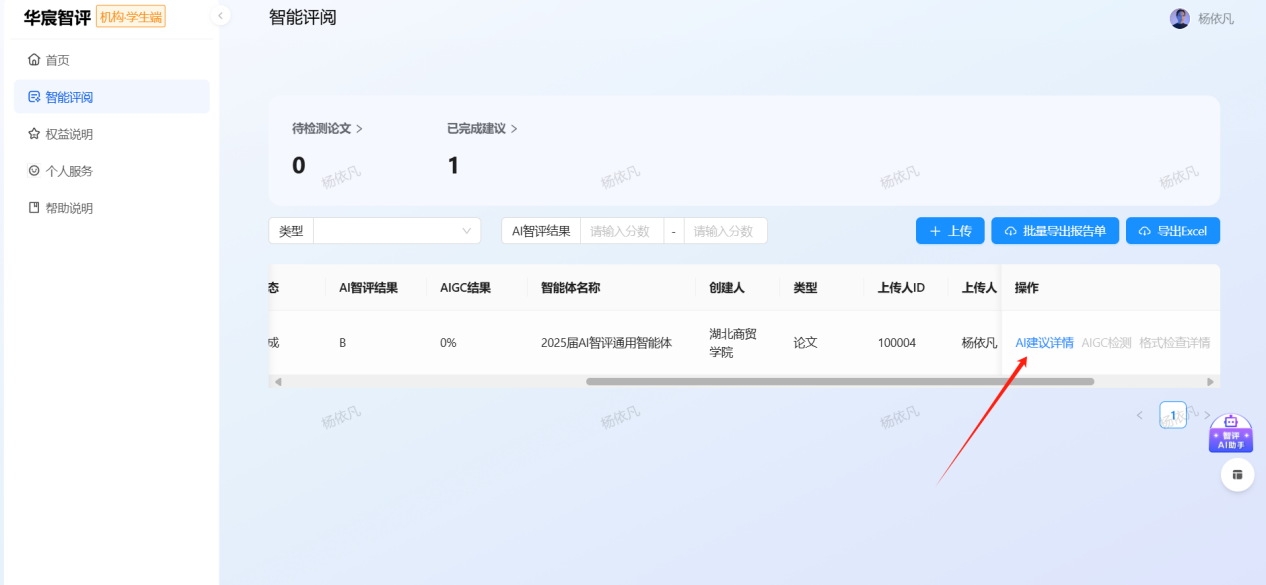 华宸智评 机构·学生端
智能评阅
杨依凡
首页
智能评阅
权益说明
个人服务
帮助说明
待检测论文 >
已完成建议 >
0
1
杨依凡 杨依凡 杨依凡 杨依凡
类型
AI智评结果 请输入分数 - 请输入分数
+ 上传
批量导出报告单
导出Excel
态 AI智评结果 AIGC结果 智能体名称 创建人 类型 上传人ID 上传人 操作
成 B 0% 2025届AI智评通用智能体 湖北商贸 论文 100004 杨依凡 AI建议详情 AIGC检测 格式检查详情
学院
杨依凡 杨依凡 杨依凡 杨依凡
< 1 >
智评
AI助手